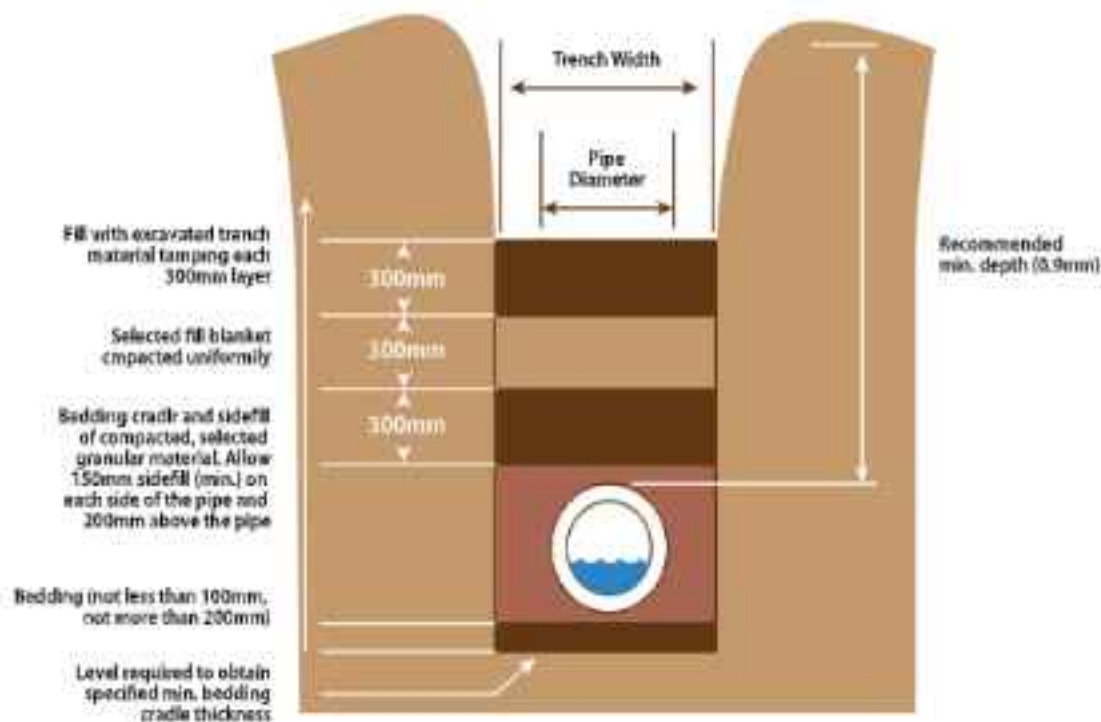 Trench Width
Pipe
Diameter
Fill with excavated trench
material tamping each
300mm layer
300mm
Recommended
min. depth (0.9mm)
Selected fill blanket
cmpacted uniformily
300mm
Bedding cradlr and sidefill
of compacted, selected
granular material. Allow
150mm sidefill (min.) on
each side of the pipe and
200mm above the pipe
300mm
Bedding (not less than 100mm,
not more than 200mm)
Level required to obtain
specified min. bedding
cradle thickness